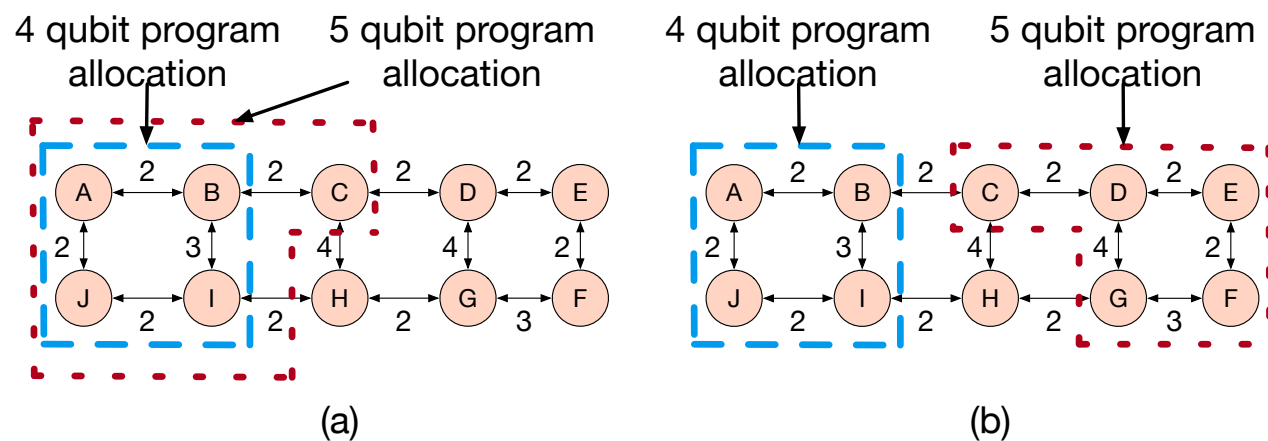 4 qubit program
allocation
5 qubit program
allocation
A 2 B 2 C 2 D 2 E
2 3 4 4 2
J I H G F
2 2 2 3
(a)
4 qubit program
allocation
5 qubit program
allocation
A 2 B 2 C 2 D 2 E
2 3 4 4 2
J I H G F
2 2 2 3
(b)